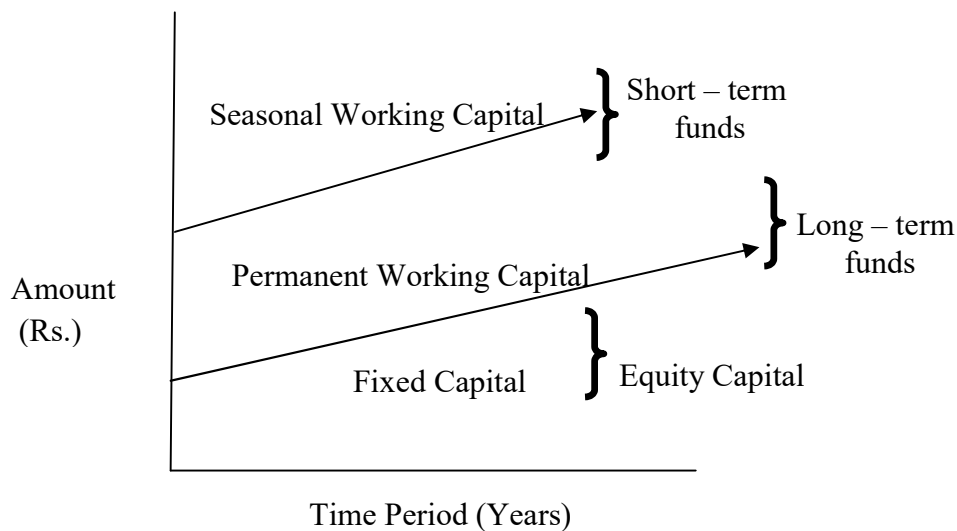 Seasonal Working Capital
Short – term
funds
Permanent Working Capital
Long – term
funds
Amount
(Rs.)
Fixed Capital
Equity Capital
Time Period (Years)